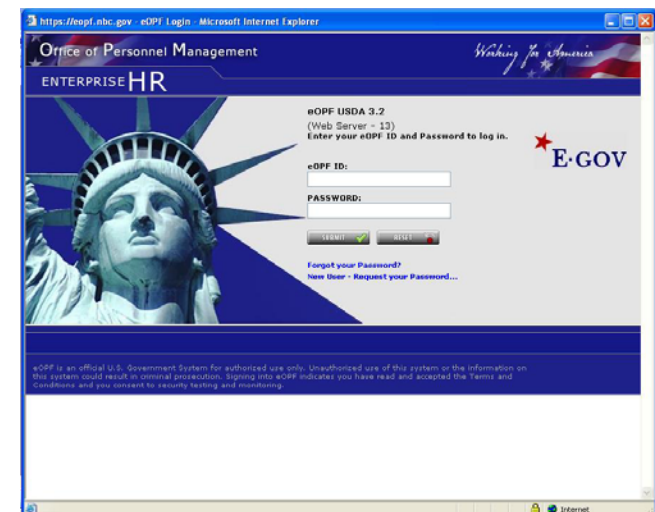 https://eopf.nbc.gov - eOPF Login - Microsoft Internet Explorer
Office of Personnel Management
Working for America
ENTERPRISE HR
eOPF USDA 3.2
(Web Server - 13)
Enter your eOPF ID and Password to log in.
E·GOV
eOPF ID:
PASSWORD:
SUBMIT RESET
Forgot your Password?
New User - Request your Password...
eOPF is an official U.S. Government System for authorized use only. Unauthorized use of this system or the information on
this system could result in criminal prosecution. Signing into eOPF indicates you have read and accepted the Terms and
Conditions and you consent to security testing and monitoring.
Internet